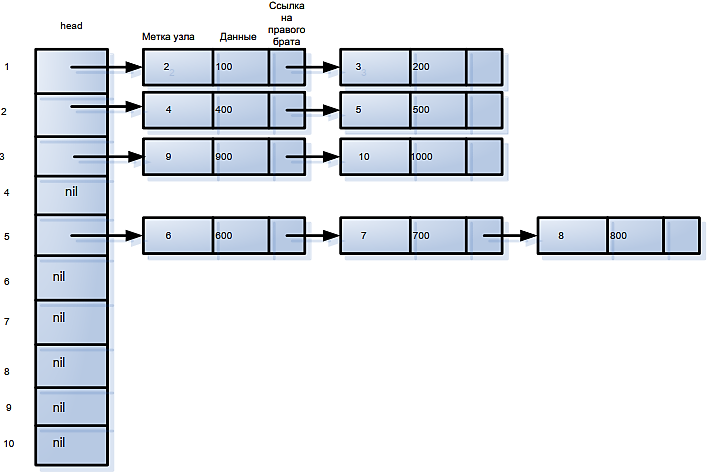 Ссылка
на
правого
брата
head
Метка узла Данные
1 2 100 3 200
2 4 400 5 500
3 9 900 10 1000
4 nil
5 6 600 7 700 8 800
6 nil
7 nil
8 nil
9 nil
10 nil